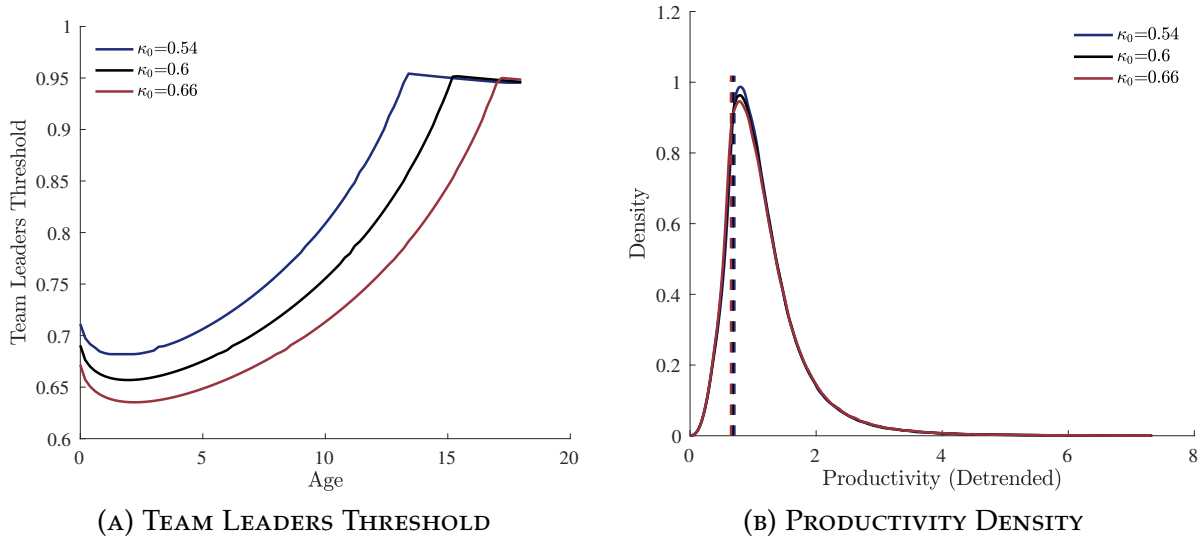 1
0.95
0.9
0.85
0.8
0.75
0.7
0.65
0.6
Team Leaders Threshold
κ₀=0.54
κ₀=0.6
κ₀=0.66
0 5 10 15 20
Age
(A) TEAM LEADERS THRESHOLD
1.2
1
0.8
0.6
0.4
0.2
0
Density
κ₀=0.54
κ₀=0.6
κ₀=0.66
0 2 4 6 8
Productivity (Detrended)
(B) PRODUCTIVITY DENSITY